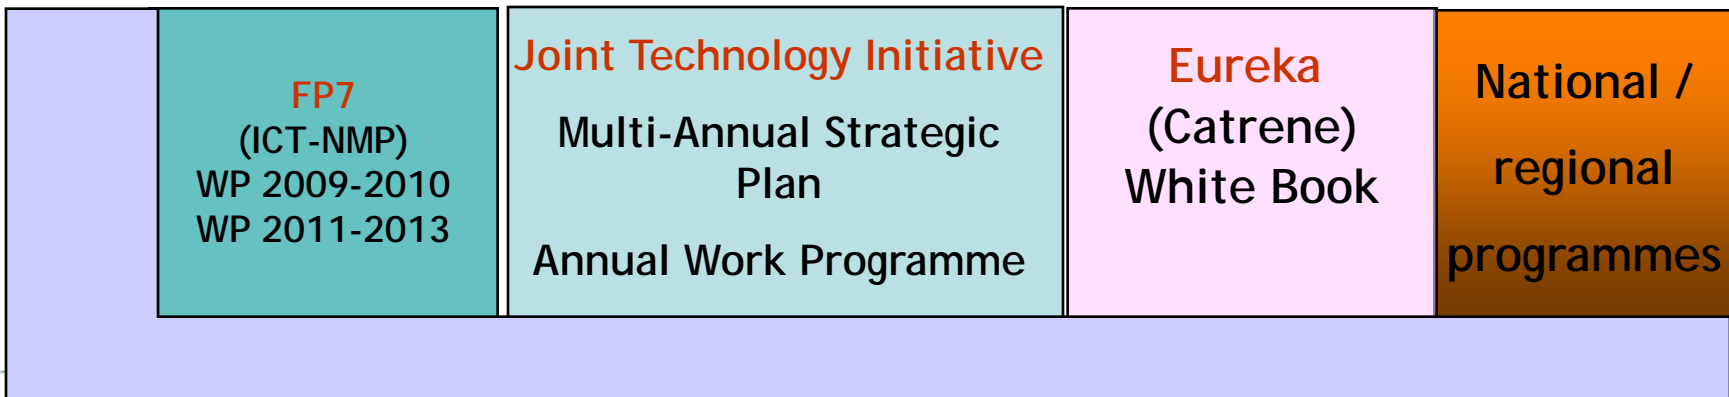 FP7
(ICT-NMP)
WP 2009-2010
WP 2011-2013
Joint Technology Initiative
Multi-Annual Strategic
Plan
Annual Work Programme
Eureka
(Catrene)
White Book
National /
regional
programmes